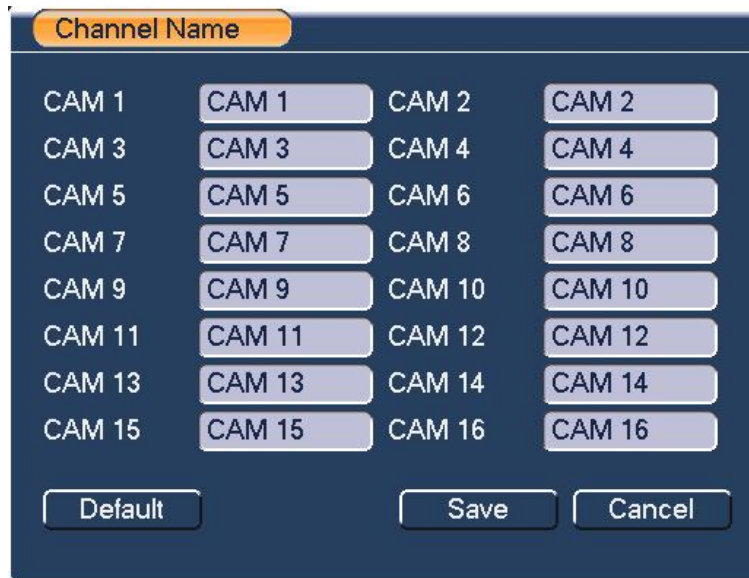 Channel Name
CAM 1 CAM 1 CAM 2 CAM 2
CAM 3 CAM 3 CAM 4 CAM 4
CAM 5 CAM 5 CAM 6 CAM 6
CAM 7 CAM 7 CAM 8 CAM 8
CAM 9 CAM 9 CAM 10 CAM 10
CAM 11 CAM 11 CAM 12 CAM 12
CAM 13 CAM 13 CAM 14 CAM 14
CAM 15 CAM 15 CAM 16 CAM 16
Default Save Cancel